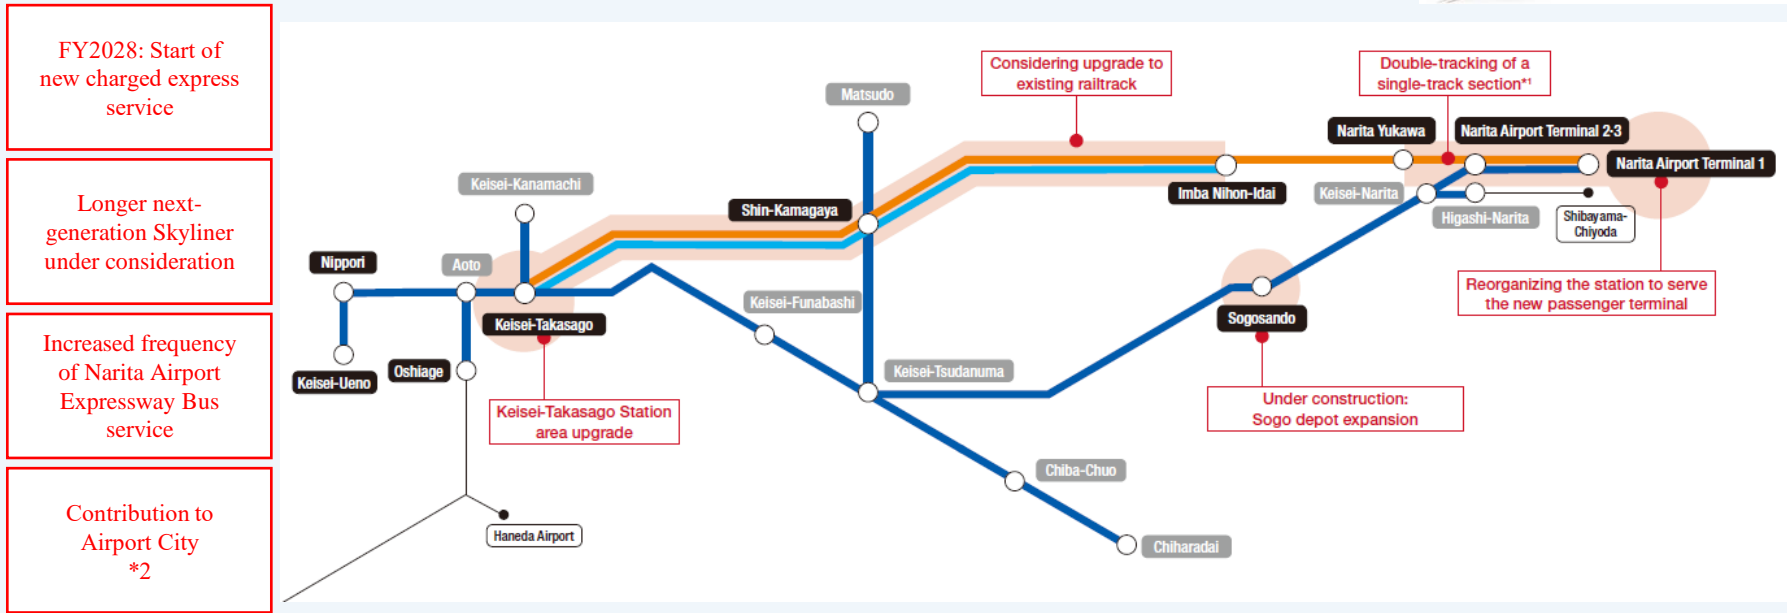 FY2028: Start of
new charged express
service
Longer next-
generation Skyliner
under consideration
Increased frequency
of Narita Airport
Expressway Bus
service
Contribution to
Airport City
*2
Considering upgrade to
existing railtrack
Double-tracking of a
single-track section*1
Matsudo
Narita Yukawa
Narita Airport Terminal 2·3
Narita Airport Terminal 1
Keisei-Kanamachi
Shin-Kamagaya
Imba Nihon-Idai
Keisei-Narita
Higashi-Narita
Shibayama-
Chiyoda
Nippori
Aoto
Keisei-Takasago
Keisei-Funabashi
Sogosando
Reorganizing the station to serve
the new passenger terminal
Keisei-Ueno
Oshiage
Keisei-Tsudanuma
Keisei-Takasago Station
area upgrade
Under construction:
Sogo depot expansion
Chiba-Chuo
Haneda Airport
Chiharadai